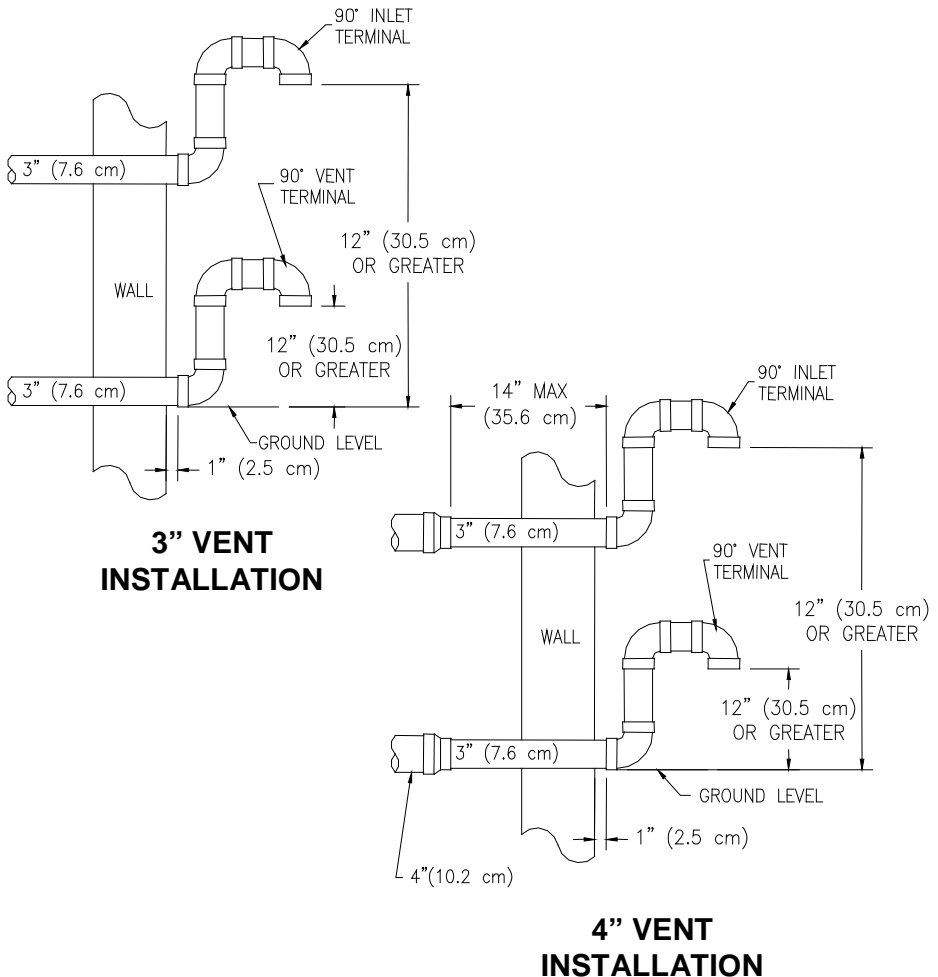 90° INLET
TERMINAL
3” (7.6 cm)
90° VENT
TERMINAL
12” (30.5 cm)
OR GREATER
WALL
12” (30.5 cm)
OR GREATER
3” (7.6 cm)
GROUND LEVEL
1” (2.5 cm)
3” VENT
INSTALLATION
14” MAX
(35.6 cm)
90° INLET
TERMINAL
3” (7.6 cm)
90° VENT
TERMINAL
12” (30.5 cm)
OR GREATER
WALL
12” (30.5 cm)
OR GREATER
3” (7.6 cm)
GROUND LEVEL
1” (2.5 cm)
4”(10.2 cm)
4” VENT
INSTALLATION